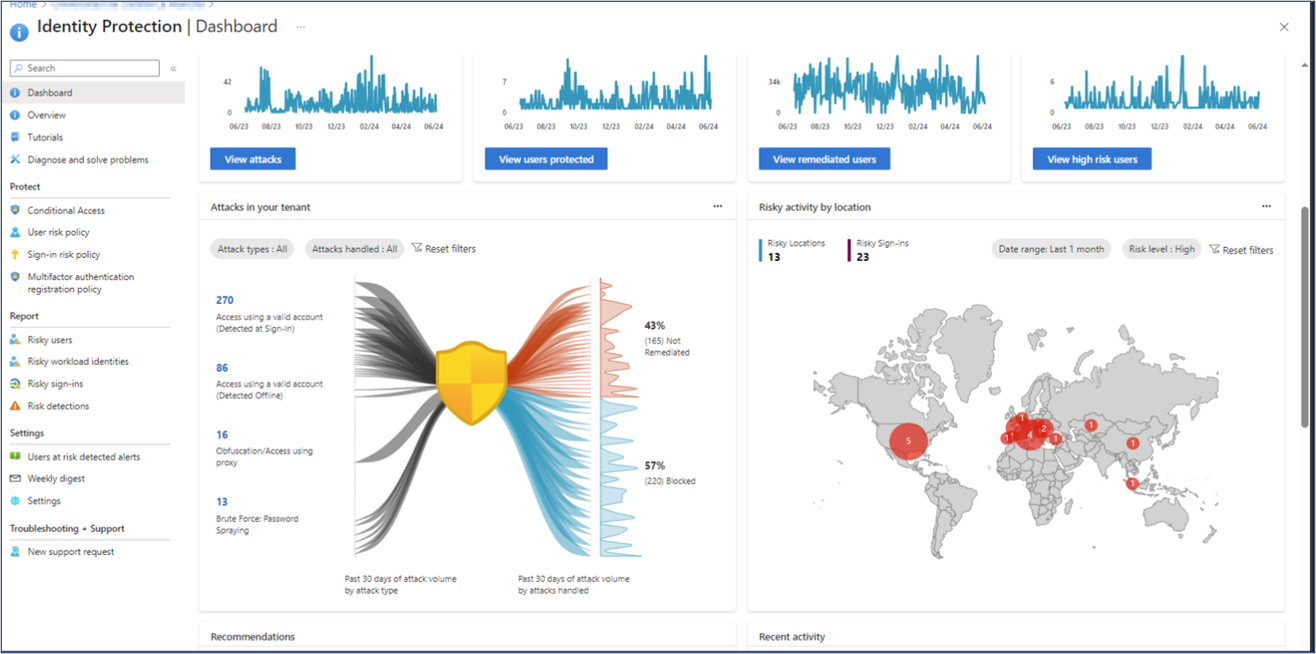 Home
Identity Protection | Dashboard ...
Search
«
Dashboard
Overview
Tutorials
Diagnose and solve problems
Protect
Conditional Access
User risk policy
Sign-in risk policy
Multifactor authentication
registration policy
Report
Risky users
Risky workload identities
Risky sign-ins
Risk detections
Settings
Users at risk detected alerts
Weekly digest
Settings
Troubleshooting + Support
New support request
42
0
06/23 08/23 10/23 12/23 02/24 04/24 06/24
View attacks
7
0
06/23 08/23 10/23 12/23 02/24 04/24 06/24
View users protected
34k
0
06/23 08/23 10/23 12/23 02/24 04/24 06/24
View remediated users
6
0
06/23 08/23 10/23 12/23 02/24 04/24 06/24
View high risk users
Attacks in your tenant ...
Attack types : All Attacks handled : All Reset filters
270
Access using a valid account
(Detected at Sign-In)
86
Access using a valid account
(Detected Offline)
16
Obfuscation/Access using
proxy
13
Brute Force: Password
Spraying
43%
(165) Not
Remediated
57%
(220) Blocked
Past 30 days of attack volume
by attack type
Past 30 days of attack volume
by attacks handled
Risky activity by location ...
Risky Locations
13
Risky Sign-ins
23
Date range: Last 1 month Risk level : High Reset filters
5
1
1
1
4
2
1
1
1
1
Recommendations
Recent activity